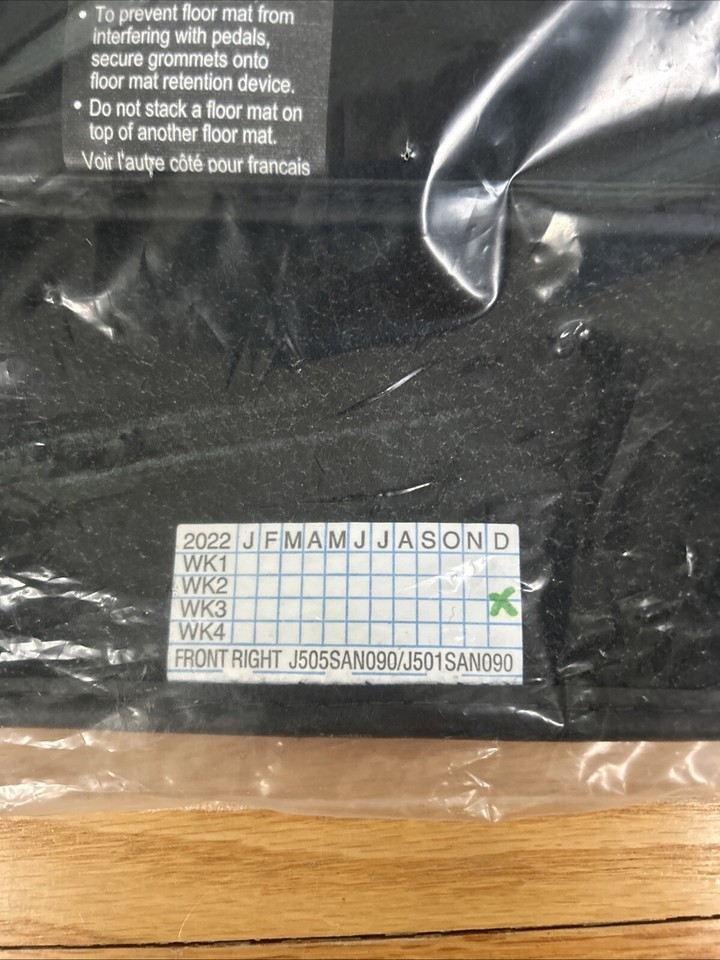 • To prevent floor mat from
interfering with pedals,
secure grommets onto
floor mat retention device.
• Do not stack a floor mat on
top of another floor mat.
Voir l'autre côté pour francais
2022 J F M A M J J A S O N D
WK1
WK2
WK3
WK4
FRONT RIGHT J505SAN090/J501SAN090